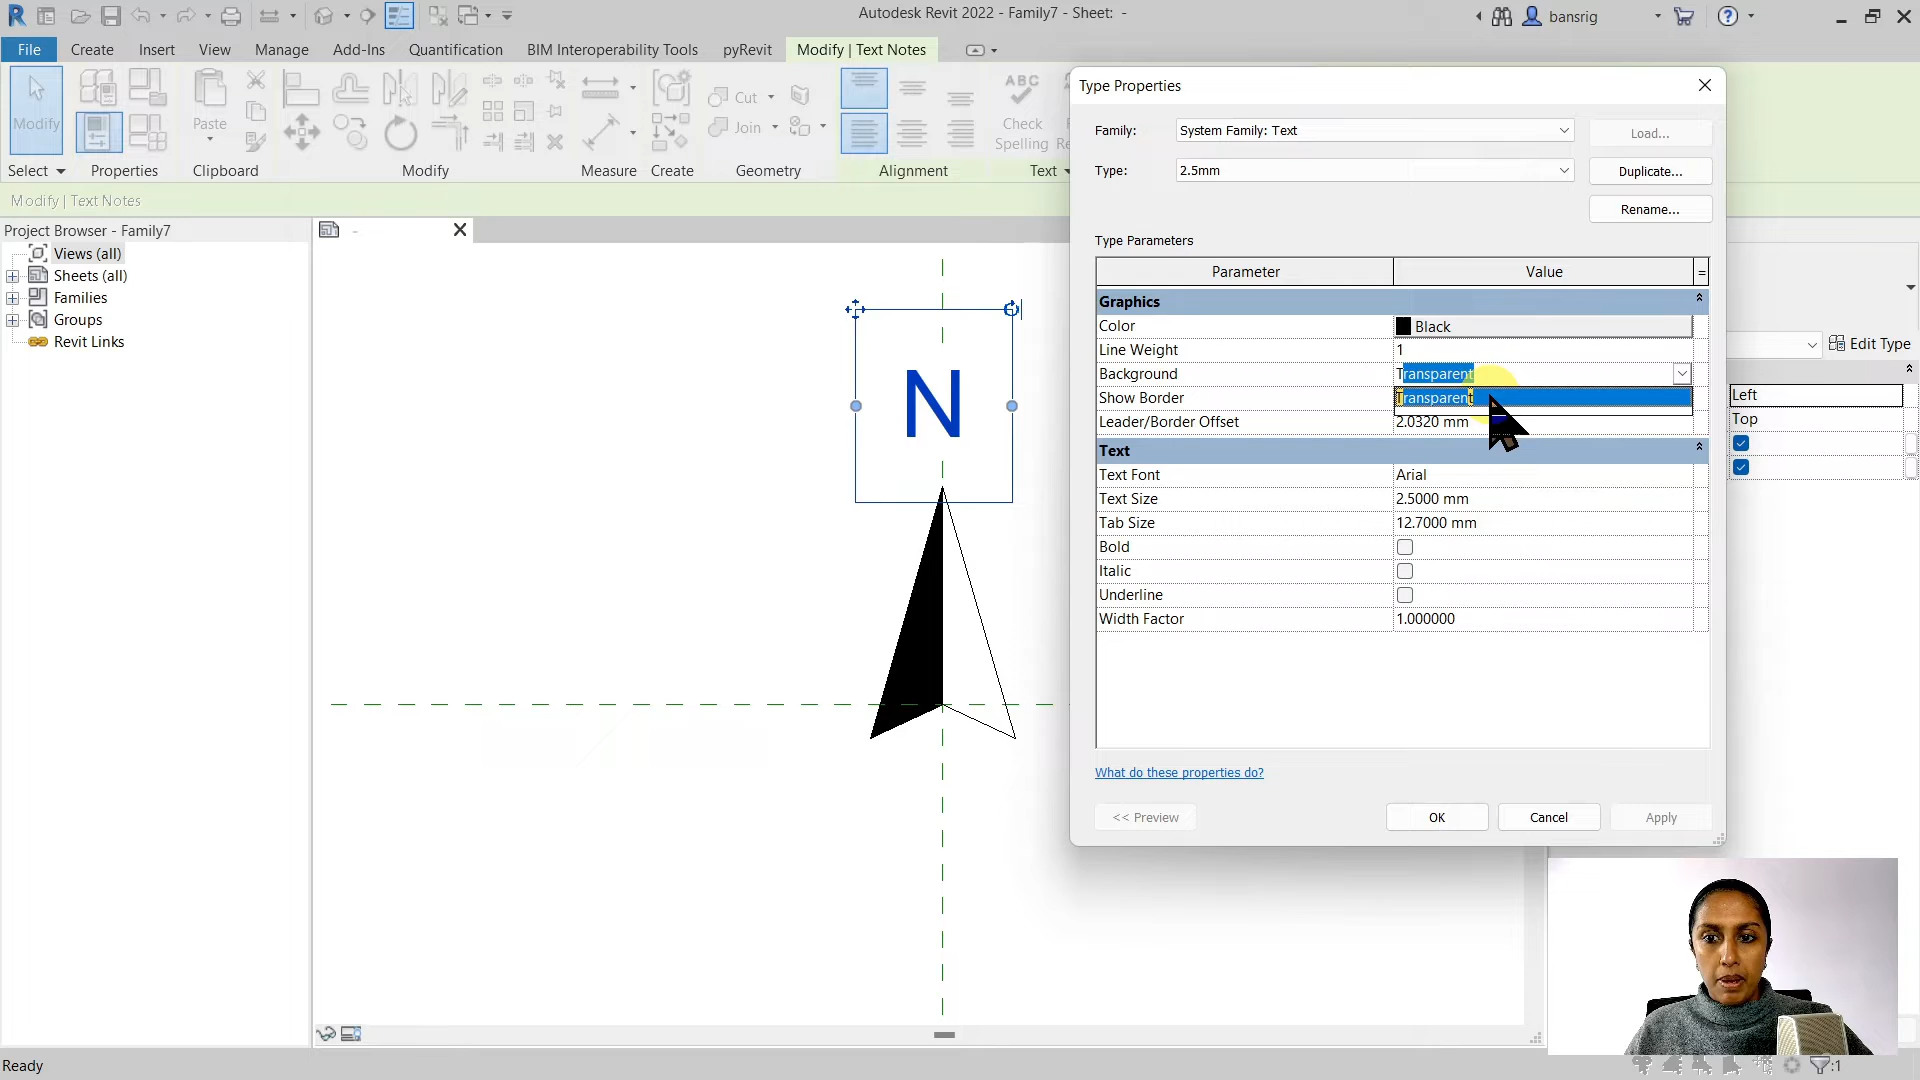 Autodesk Revit 2022 - Family7 - Sheet: -
bansrig
File Create Insert View Manage Add-Ins Quantification BIM Interoperability Tools pyRevit Modify | Text Notes
Modify
Paste
Cut
Join
ABC
Check
Spelling
Select Properties Clipboard Modify Measure Create Geometry Alignment Text
Modify | Text Notes
Project Browser - Family7
Views (all)
Sheets (all)
Families
Groups
Revit Links
-
N
Type Properties
Family: System Family: Text Load...
Type: 2.5mm Duplicate...
Rename...
Type Parameters
Parameter Value =
Graphics
Color Black
Line Weight 1
Background Transparent
Show Border Transparent
Leader/Border Offset 2.0320 mm
Text
Text Font Arial
Text Size 2.5000 mm
Tab Size 12.7000 mm
Bold
Italic
Underline
Width Factor 1.000000
What do these properties do?
<< Preview OK Cancel Apply
Edit Type
Left
Top
Ready
:1